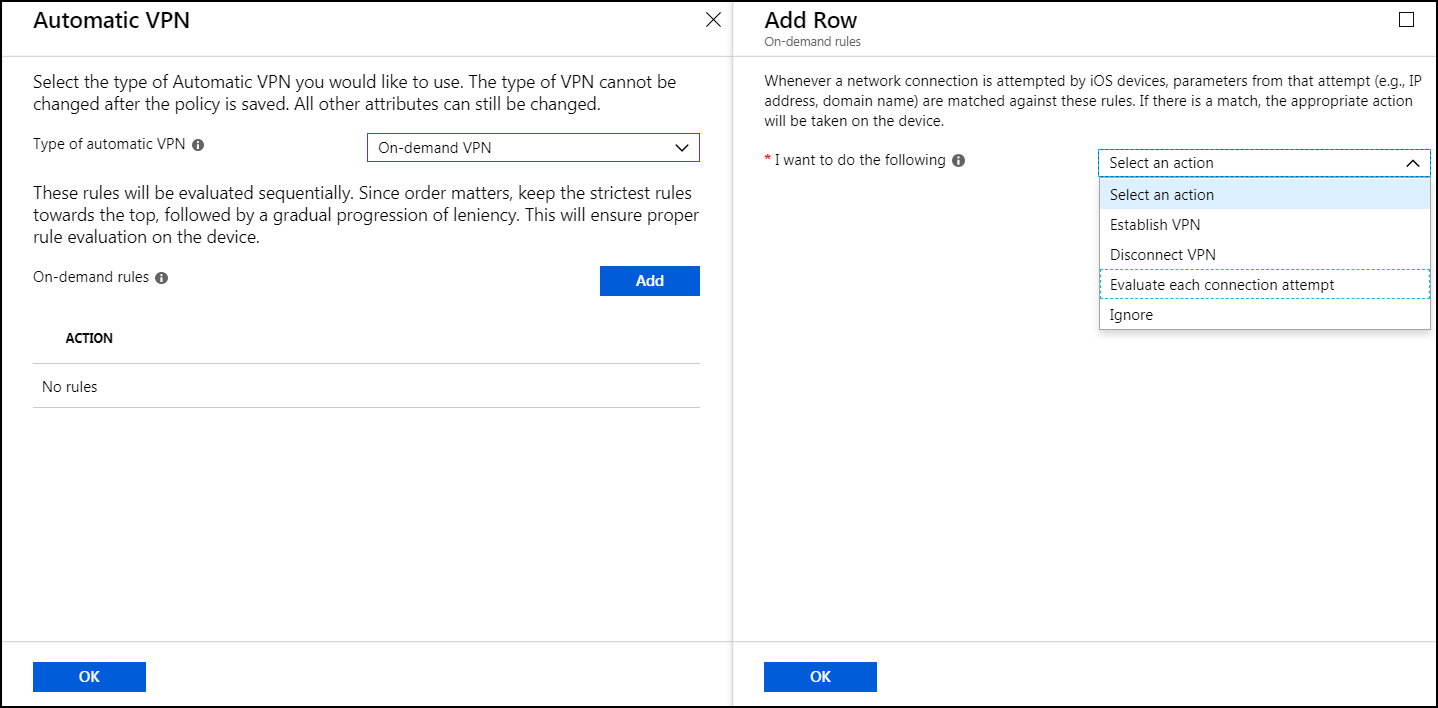 Automatic VPN
Select the type of Automatic VPN you would like to use. The type of VPN cannot be
changed after the policy is saved. All other attributes can still be changed.
Type of automatic VPN
On-demand VPN
These rules will be evaluated sequentially. Since order matters, keep the strictest rules
towards the top, followed by a gradual progression of leniency. This will ensure proper
rule evaluation on the device.
On-demand rules
Add
ACTION
No rules
OK
Add Row
On-demand rules
Whenever a network connection is attempted by iOS devices, parameters from that attempt (e.g., IP
address, domain name) are matched against these rules. If there is a match, the appropriate action
will be taken on the device.
* I want to do the following
Select an action
Select an action
Establish VPN
Disconnect VPN
Evaluate each connection attempt
Ignore
OK